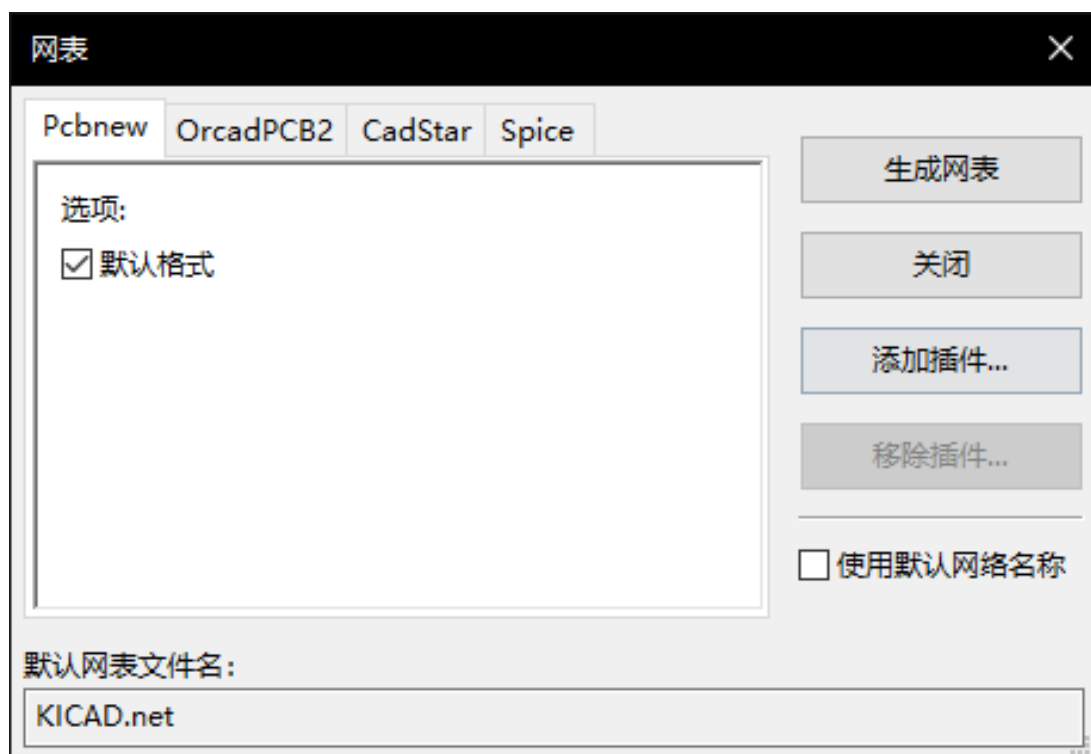 网表
Pcbnew OrcadPCB2 CadStar Spice
选项:
默认格式
生成网表
关闭
添加插件...
移除插件...
使用默认网络名称
默认网表文件名:
KICAD.net